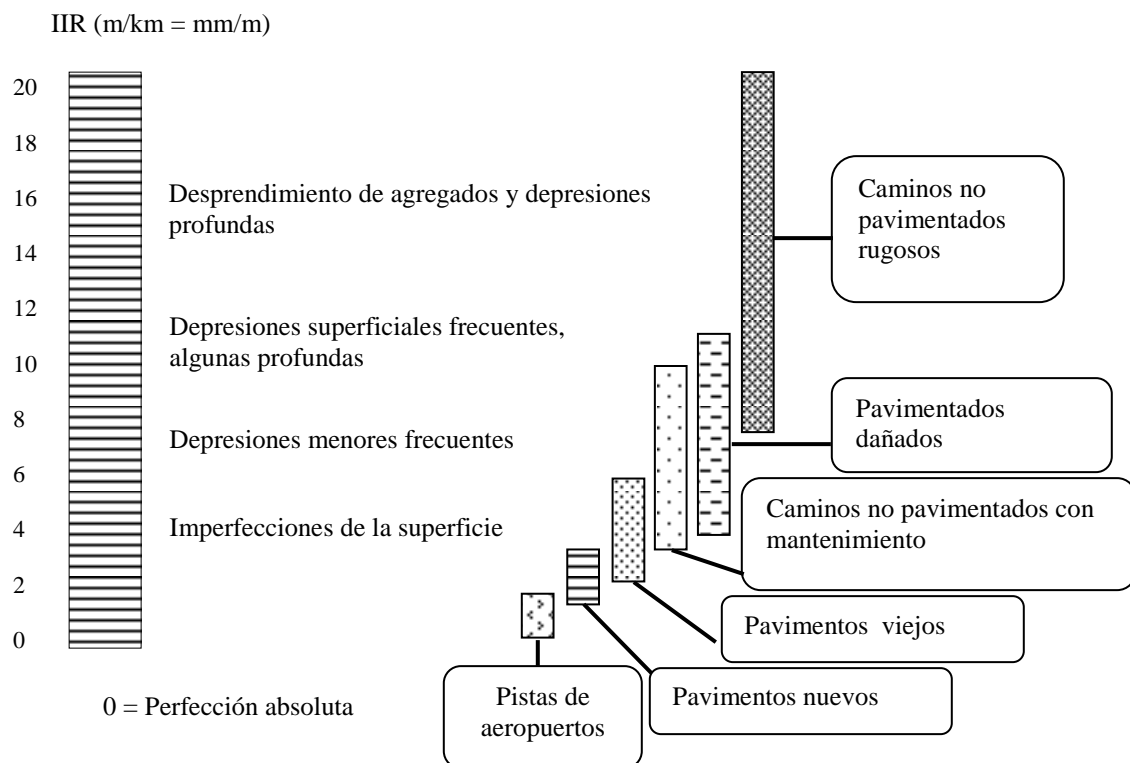 IIR (m/km = mm/m)
20
18
16
14
12
10
8
6
4
2
0
Desprendimiento de agregados y depresiones
profundas
Depresiones superficiales frecuentes,
algunas profundas
Depresiones menores frecuentes
Imperfecciones de la superficie
0 = Perfección absoluta
Caminos no
pavimentados
rugosos
Pavimentados
dañados
Caminos no pavimentados con
mantenimiento
Pavimentos viejos
Pavimentos nuevos
Pistas de
aeropuertos